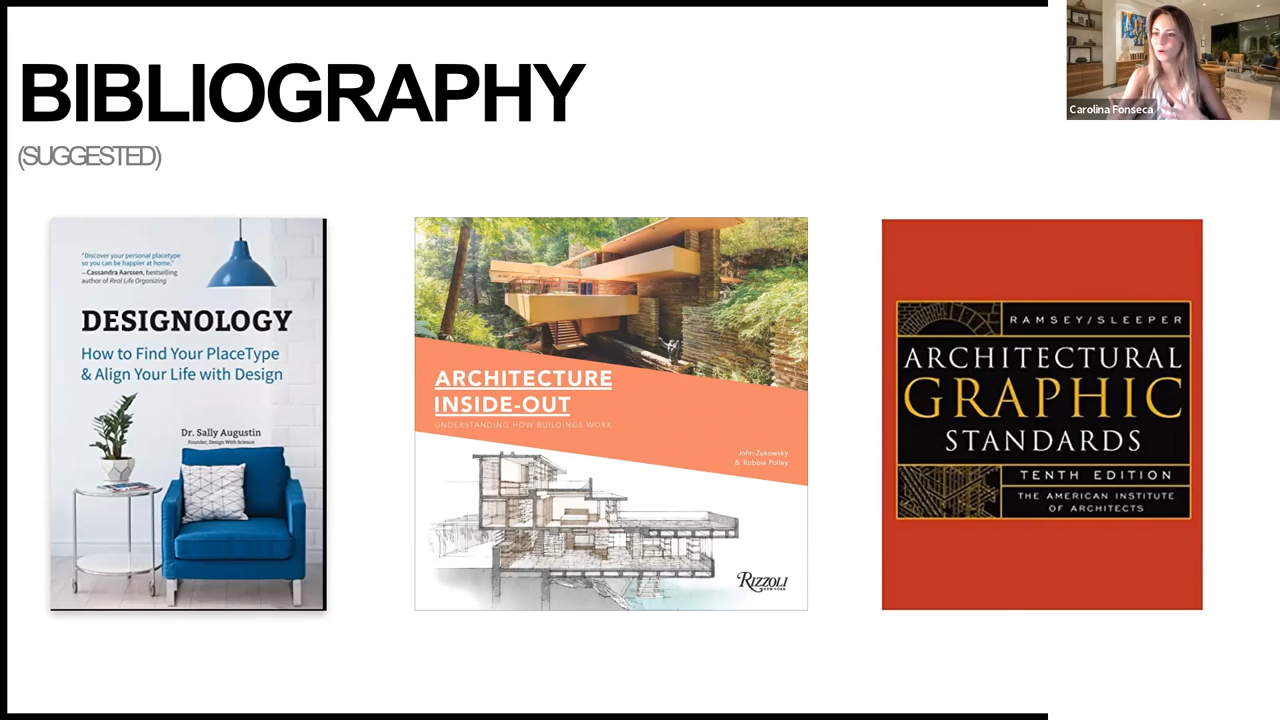 BIBLIOGRAPHY
(SUGGESTED)
Carolina Fonseca
"Discover your personal placetype
so you can be happier at home."
—Cassandra Aarssen, bestselling
author of Real Life Organizing
DESIGNOLOGY
How to Find Your PlaceType
& Align Your Life with Design
Dr. Sally Augustin
Founder, Design With Science
ARCHITECTURE
INSIDE-OUT
UNDERSTANDING HOW BUILDINGS WORK
John Zukowsky
& Robbie Polley
RIZZOLI
NEW YORK
RAMSEY/SLEEPER
ARCHITECTURAL
GRAPHIC
STANDARDS
TENTH EDITION
THE AMERICAN INSTITUTE
OF ARCHITECTS